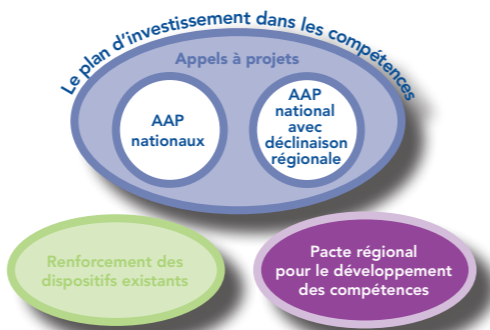 Le plan d'investissement dans les compétences
Appels à projets
AAP
nationaux
AAP
national
avec
déclinaison
régionale
Renforcement des
dispositifs existants
Pacte régional
pour le développement
des compétences